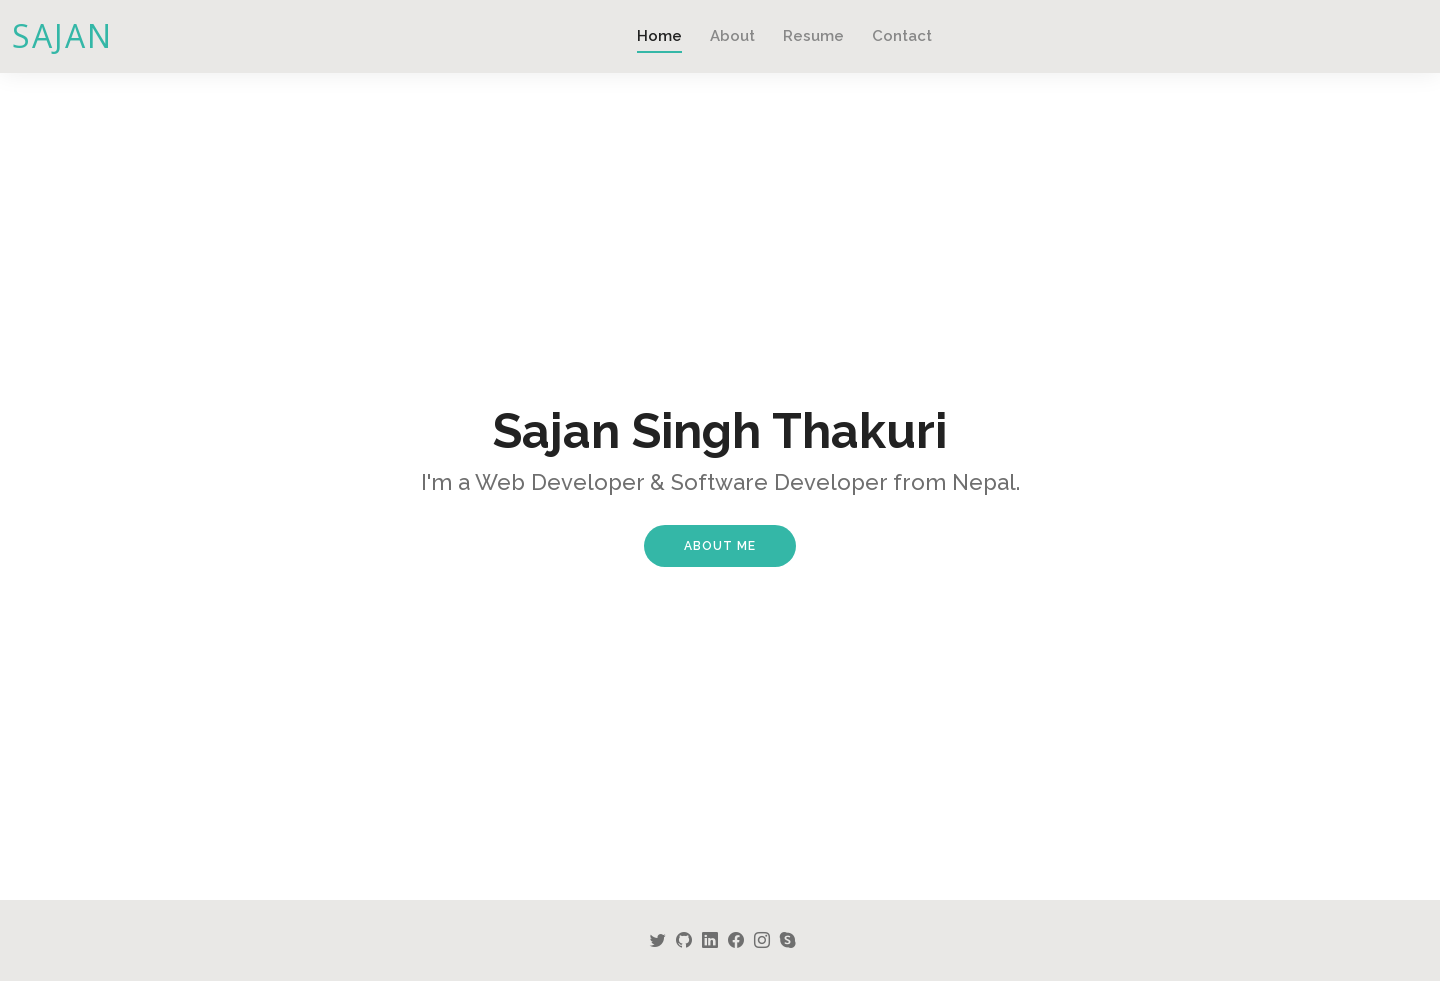 SAJAN
Home About Resume Contact
Sajan Singh Thakuri
I'm a Web Developer & Software Developer from Nepal.
ABOUT ME